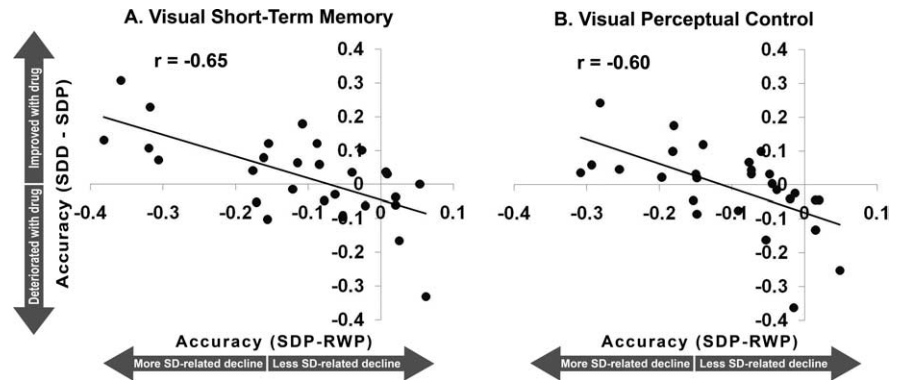 A. Visual Short-Term Memory
r = -0.65
0.4
0.3
0.2
0.1
0
-0.1
-0.2
-0.3
-0.4
-0.4
-0.3
-0.2
-0.1
0.1
Improved with drug
Deteriorated with drug
Accuracy (SDD - SDP)
Accuracy (SDP-RWP)
More SD-related decline
Less SD-related decline
B. Visual Perceptual Control
r = -0.60
0.4
0.3
0.2
0.1
0
-0.1
-0.2
-0.3
-0.4
-0.4
-0.3
-0.2
-0.1
0.1
Accuracy (SDP-RWP)
More SD-related decline
Less SD-related decline